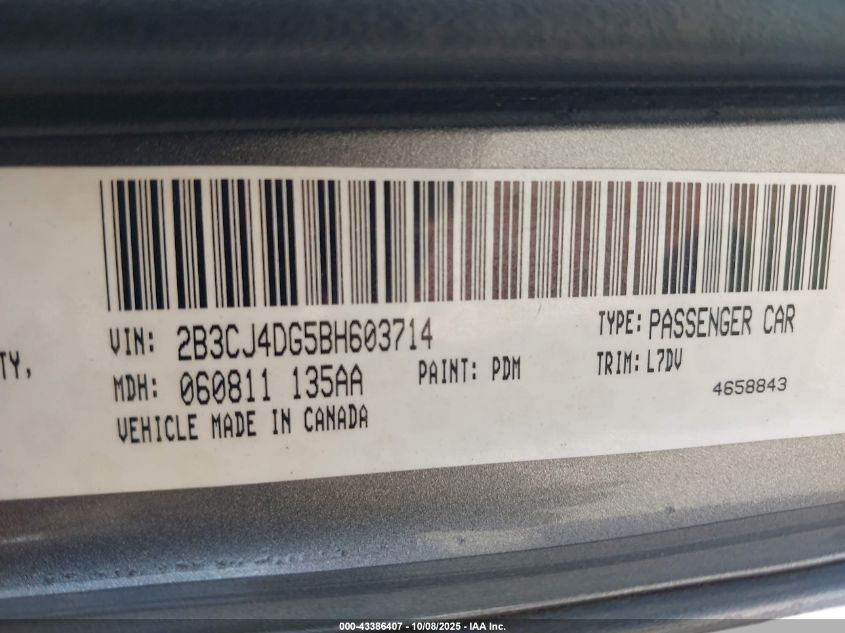 VIN: 2B3CJ4DG5BH603714
TYPE: PASSENGER CAR
TY,
MDH: 060811 135AA
PAINT: PDM
TRIM: L7DV
4658843
VEHICLE MADE IN CANADA
000-43386407 - 10/08/2025 - IAA Inc.